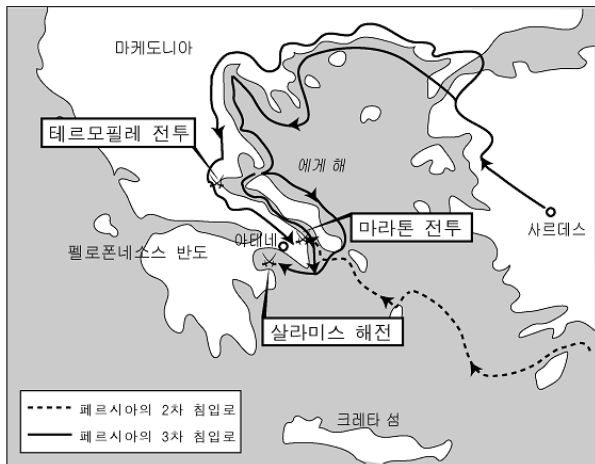 마케도니아
테르모필레 전투
에게 해
사르데스
아테네
마라톤 전투
펠로폰네소스 반도
살라미스 해전
페르시아의 2차 침입로
페르시아의 3차 침입로
크레타 섬